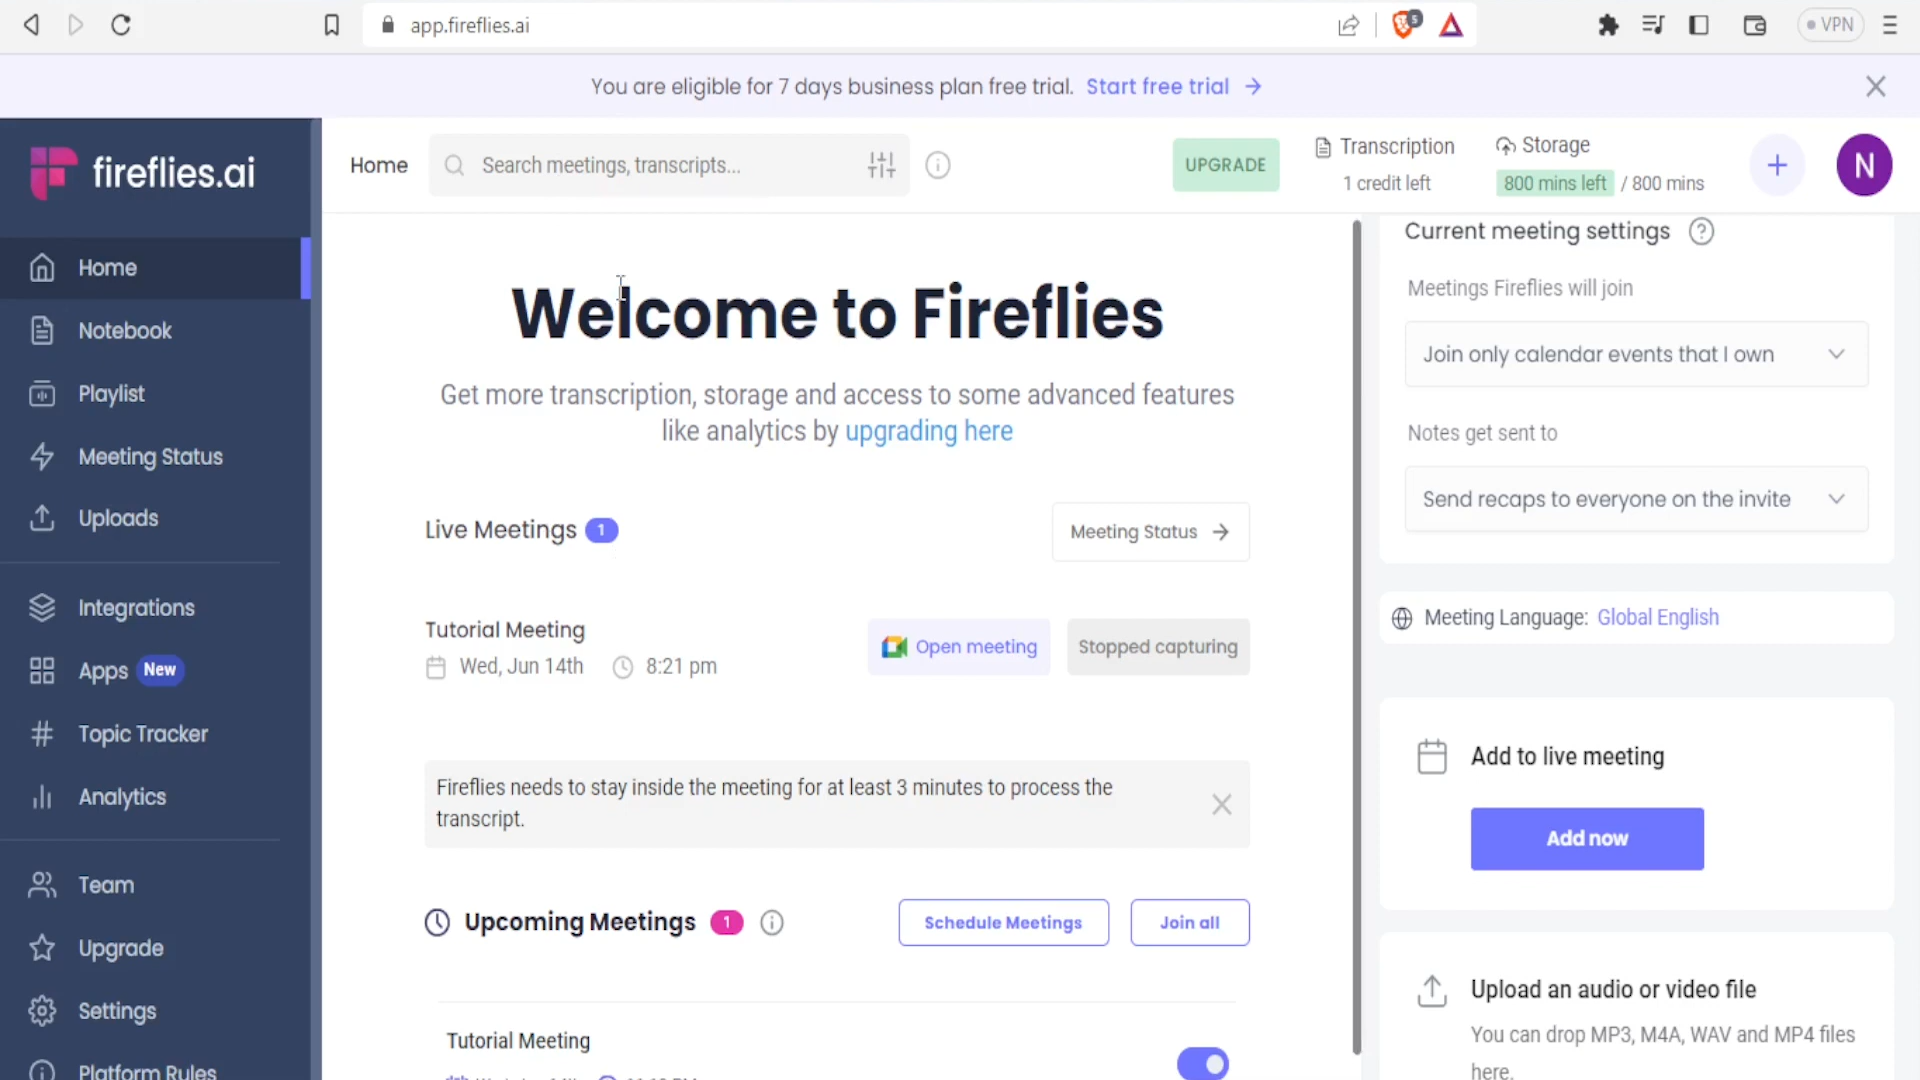 app.fireflies.ai
5
VPN
You are eligible for 7 days business plan free trial. Start free trial →
fireflies.ai
Home
Notebook
Playlist
Meeting Status
Uploads
Integrations
Apps New
Topic Tracker
Analytics
Team
Upgrade
Settings
Platform Rules
Home
Search meetings, transcripts...
UPGRADE
Transcription
1 credit left
Storage
800 mins left / 800 mins
N
Welcome to Fireflies
Get more transcription, storage and access to some advanced features
like analytics by upgrading here
Live Meetings 1
Meeting Status →
Tutorial Meeting
Wed, Jun 14th 8:21 pm
Open meeting
Stopped capturing
Fireflies needs to stay inside the meeting for at least 3 minutes to process the
transcript.
Upcoming Meetings 1
Schedule Meetings
Join all
Tutorial Meeting
Current meeting settings
Meetings Fireflies will join
Join only calendar events that I own
Notes get sent to
Send recaps to everyone on the invite
Meeting Language: Global English
Add to live meeting
Add now
Upload an audio or video file
You can drop MP3, M4A, WAV and MP4 files
here.